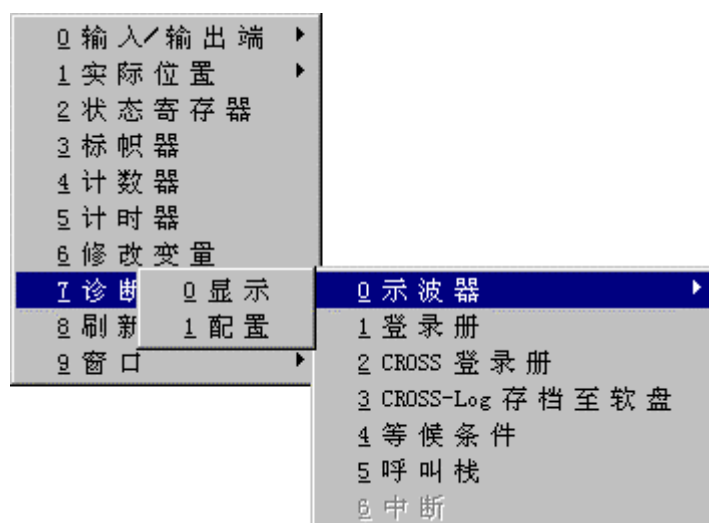 0 输入/输出端
1 实际位置
2 状态寄存器
3 标帜器
4 计数器
5 计时器
6 修改变量
7 诊断
8 刷新
9 窗口
0 显示
1 配置
0 示波器
1 登录册
2 CROSS 登录册
3 CROSS-Log 存档至软盘
4 等候条件
5 呼叫栈
6 中断